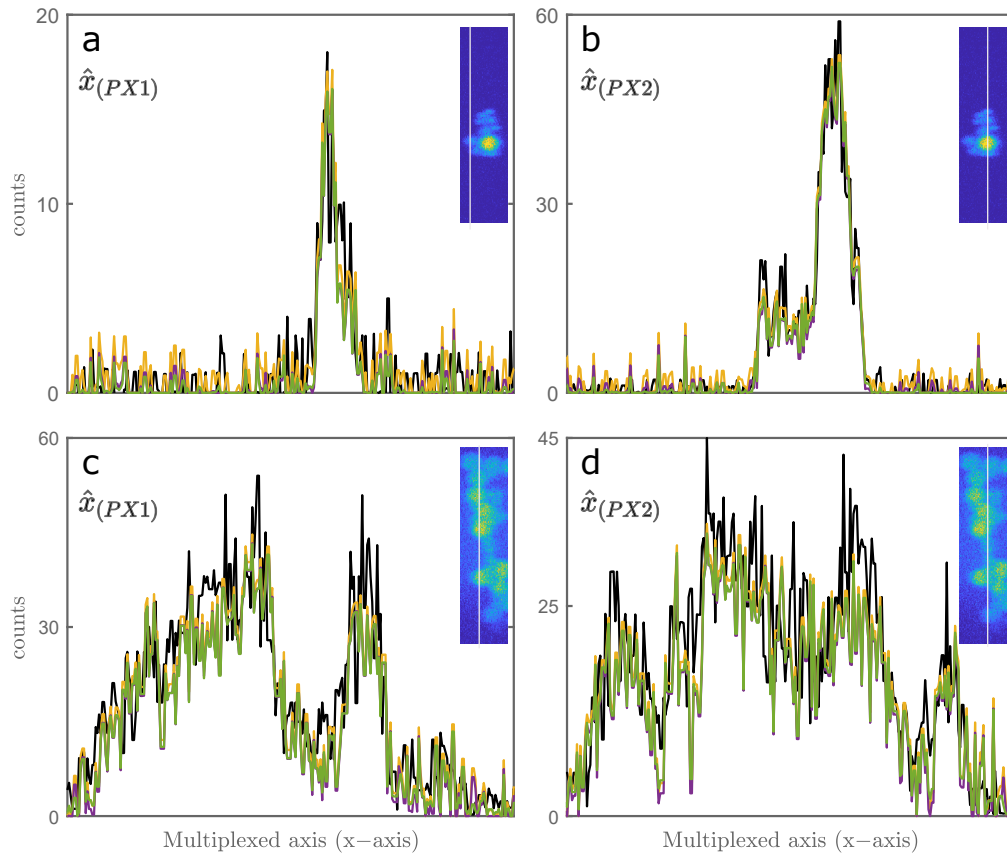 20
a
x̂(PX1)
10
0
counts
60
b
x̂(PX2)
30
0
60
c
x̂(PX1)
30
0
counts
Multiplexed axis (x−axis)
45
d
x̂(PX2)
25
0
Multiplexed axis (x−axis)